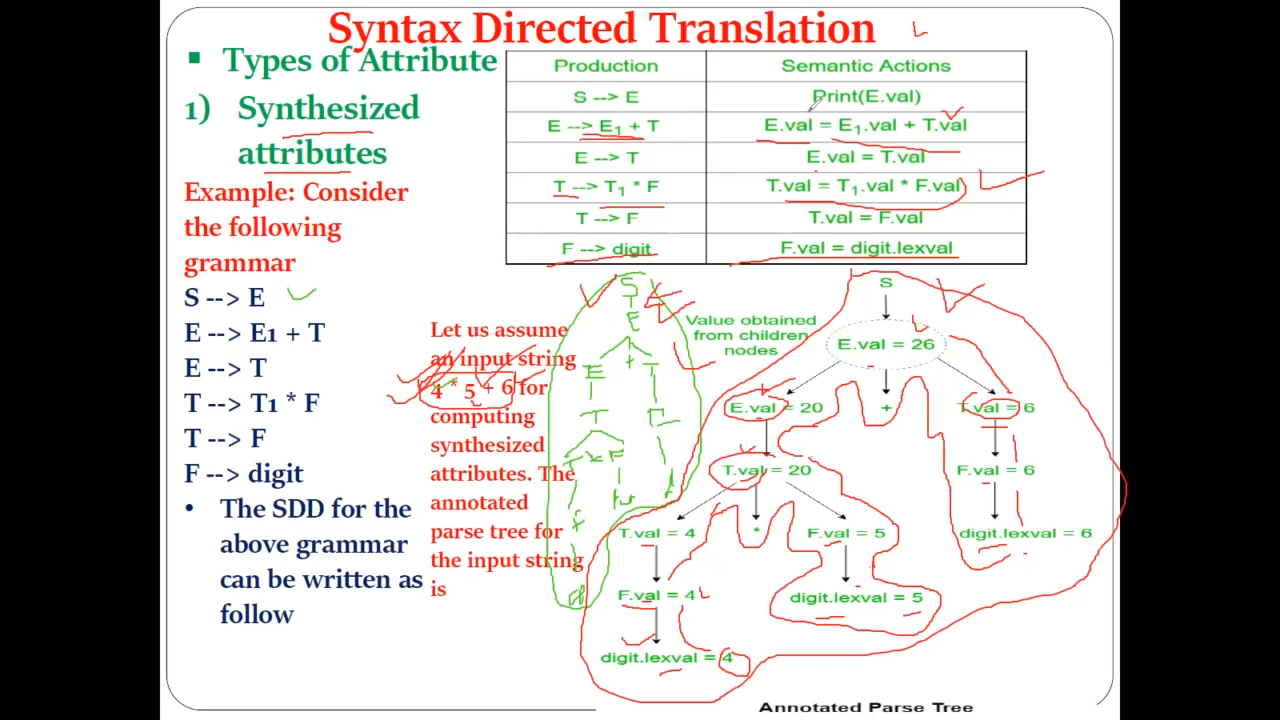 Syntax Directed Translation
▪ Types of Attribute
1) Synthesized
attributes
Example: Consider
the following
grammar
S --> E
E --> E1 + T
E --> T
T --> T1 * F
T --> F
F --> digit
• The SDD for the
above grammar
can be written as
follow
Production Semantic Actions
S --> E Print(E.val)
E --> E₁ + T E.val = E₁.val + T.val
E --> T E.val = T.val
T --> T₁ * F T.val = T₁.val * F.val
T --> F T.val = F.val
F --> digit F.val = digit.lexval
Let us assume
an input string
4 * 5 + 6 for
computing
synthesized
attributes. The
annotated
parse tree for
the input string
is
S
E
E + T
T
T * F
F
Value obtained
from children
nodes
S
E.val = 26
E.val = 20 + T.val = 6
T.val = 20 F.val = 6
T.val = 4 * F.val = 5 digit.lexval = 6
F.val = 4 digit.lexval = 5
digit.lexval = 4
Annotated Parse Tree